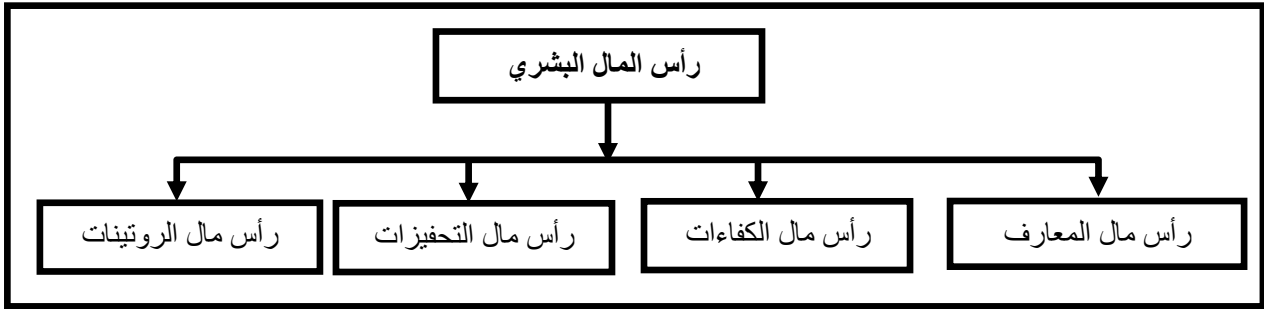 رأس المال البشري
رأس مال المعارف
رأس مال الكفاءات
رأس مال التحفيزات
رأس مال الروتينات